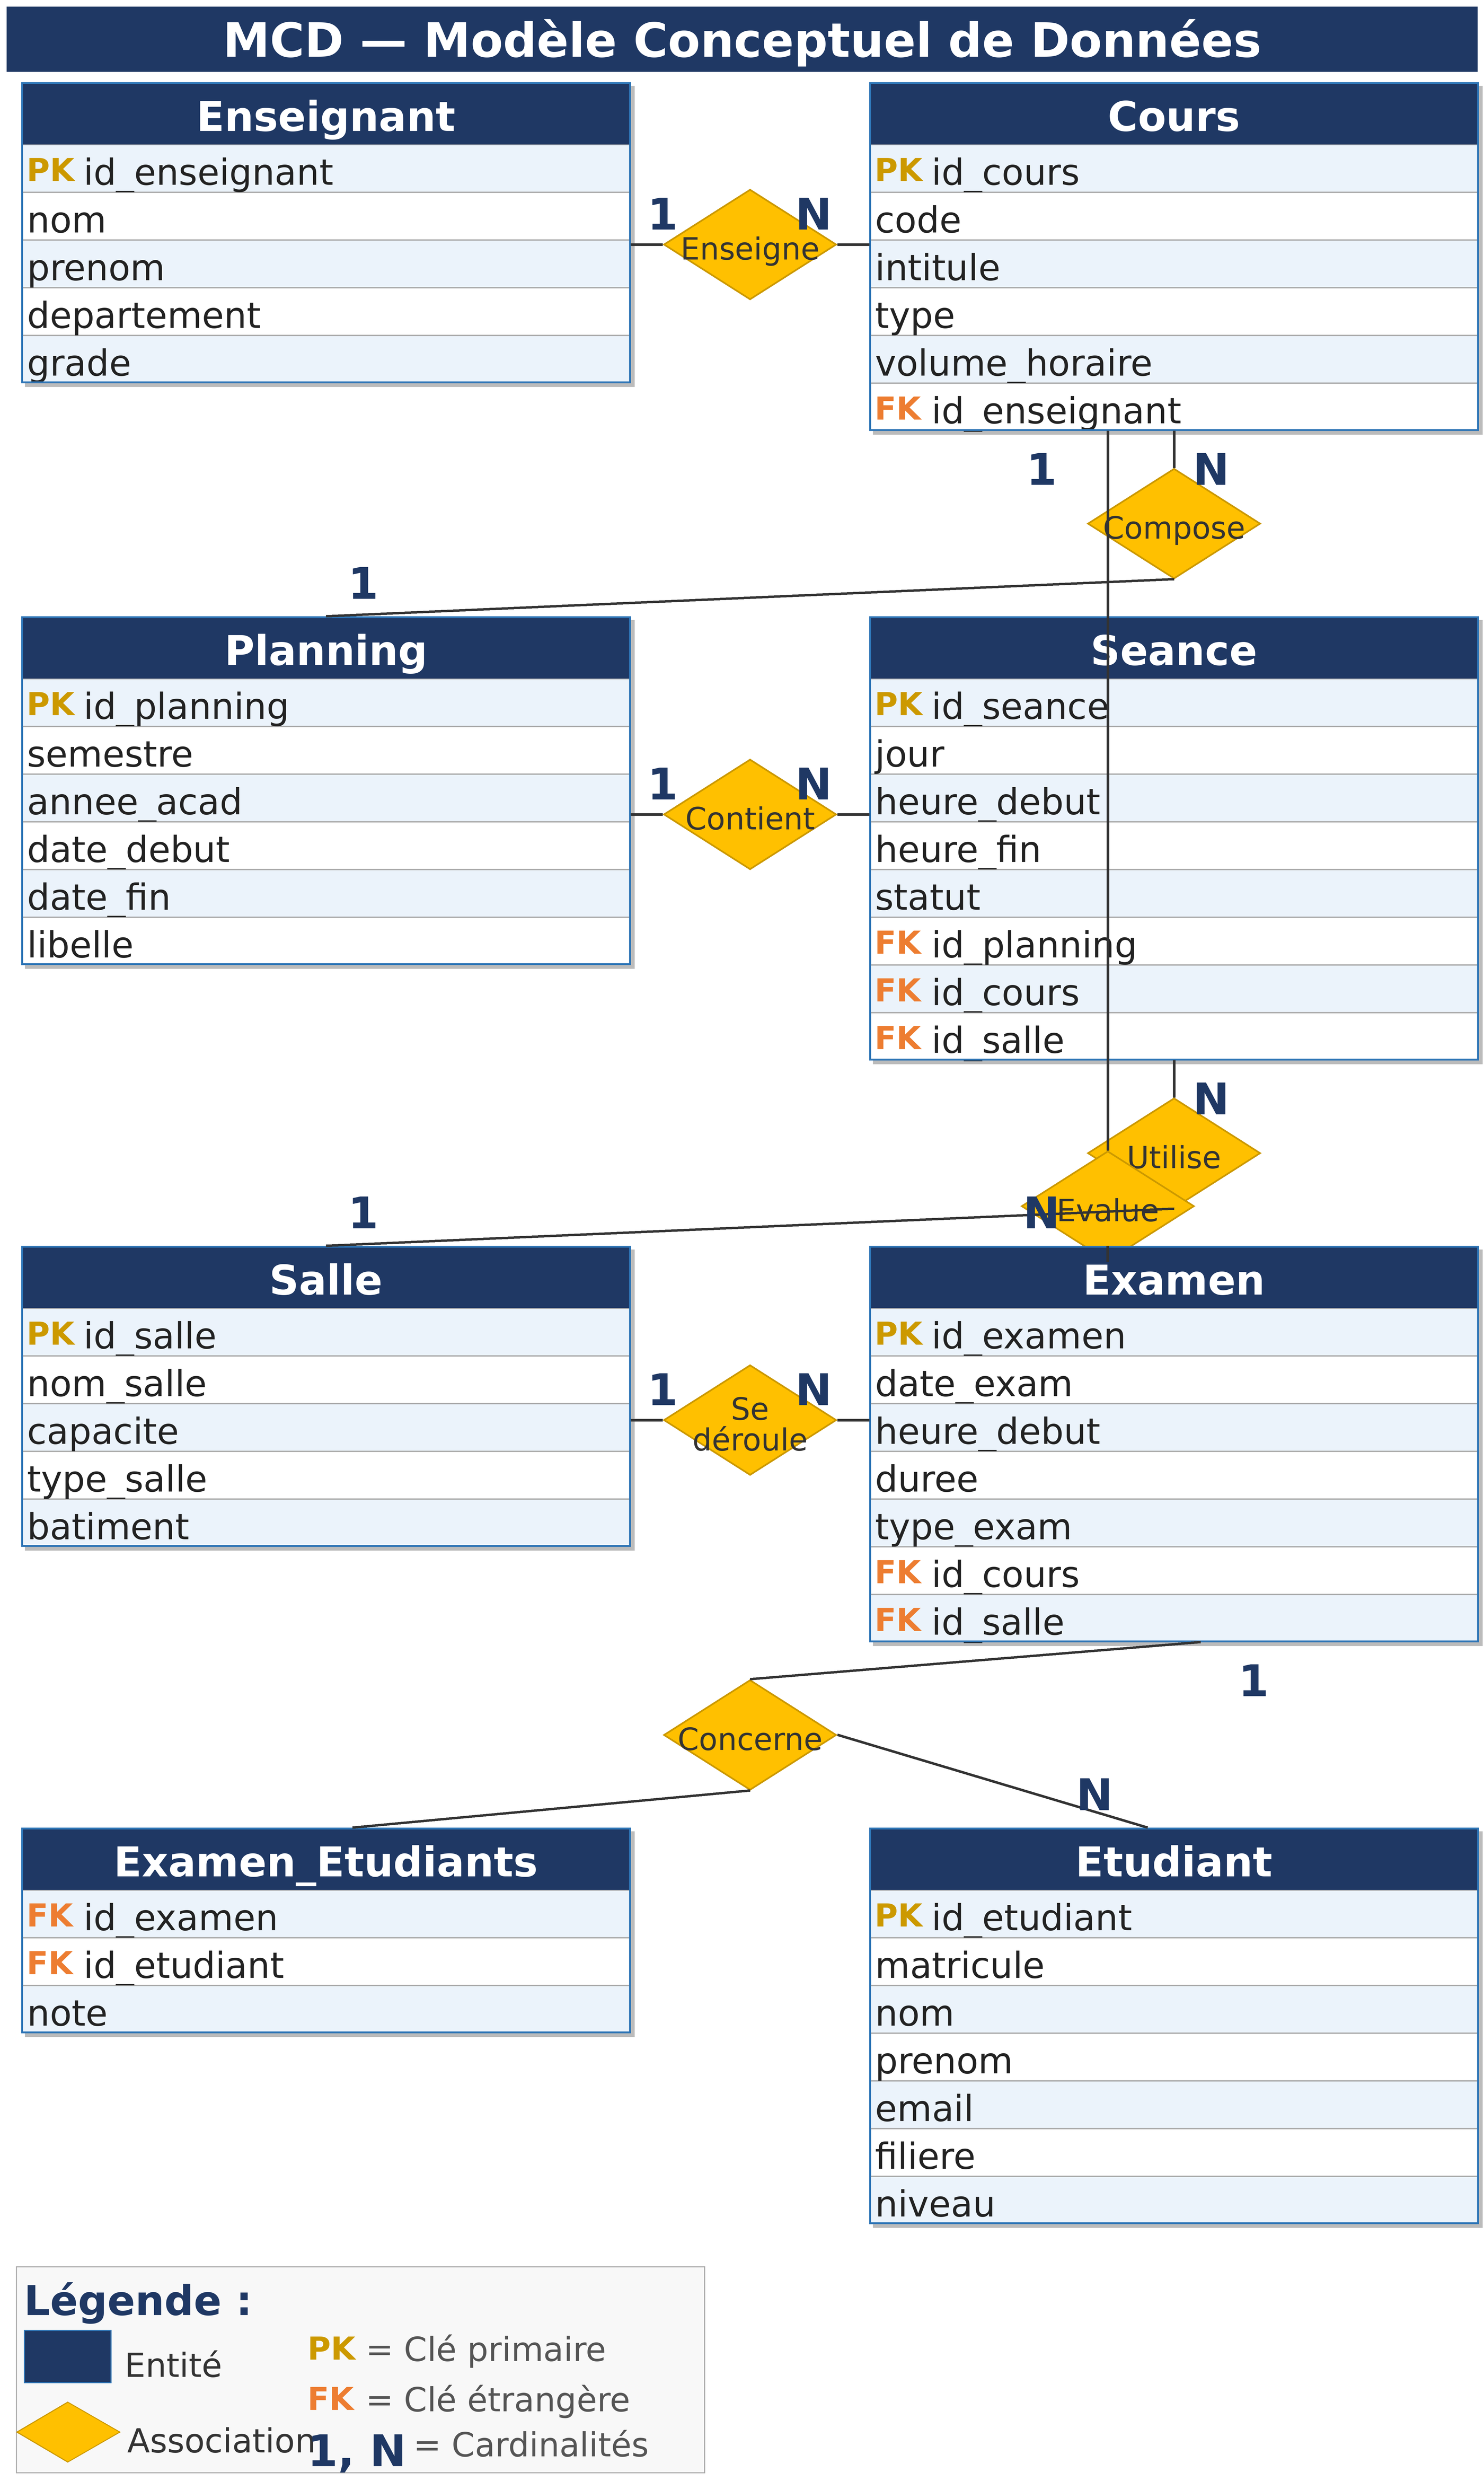 MCD — Modèle Conceptuel de Données
Enseignant
PK id_enseignant
nom
prenom
departement
grade
1
Enseigne
N
Cours
PK id_cours
code
intitule
type
volume_horaire
FK id_enseignant
1
N
Compose
1
Planning
PK id_planning
semestre
annee_acad
date_debut
date_fin
libelle
1
Contient
N
Seance
PK id_seance
jour
heure_debut
heure_fin
statut
FK id_planning
FK id_cours
FK id_salle
N
Utilise
1
N
Evalue
Salle
PK id_salle
nom_salle
capacite
type_salle
batiment
1
Se
déroule
N
Examen
PK id_examen
date_exam
heure_debut
duree
type_exam
FK id_cours
FK id_salle
1
Concerne
N
Examen_Etudiants
FK id_examen
FK id_etudiant
note
Etudiant
PK id_etudiant
matricule
nom
prenom
email
filiere
niveau
Légende :
Entité
PK = Clé primaire
FK = Clé étrangère
Association
1, N = Cardinalités